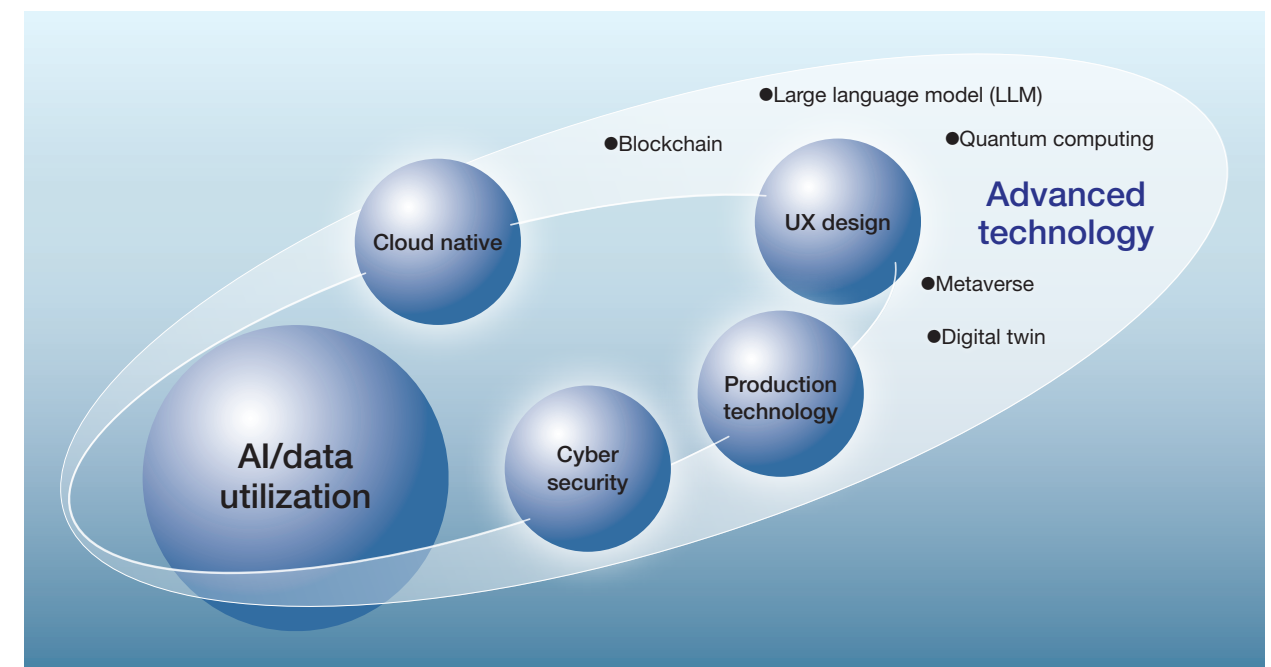 ●Large language model (LLM)
●Blockchain
●Quantum computing
Advanced
technology
UX design
Cloud native
●Metaverse
●Digital twin
Production
technology
Cyber
security
AI/data
utilization